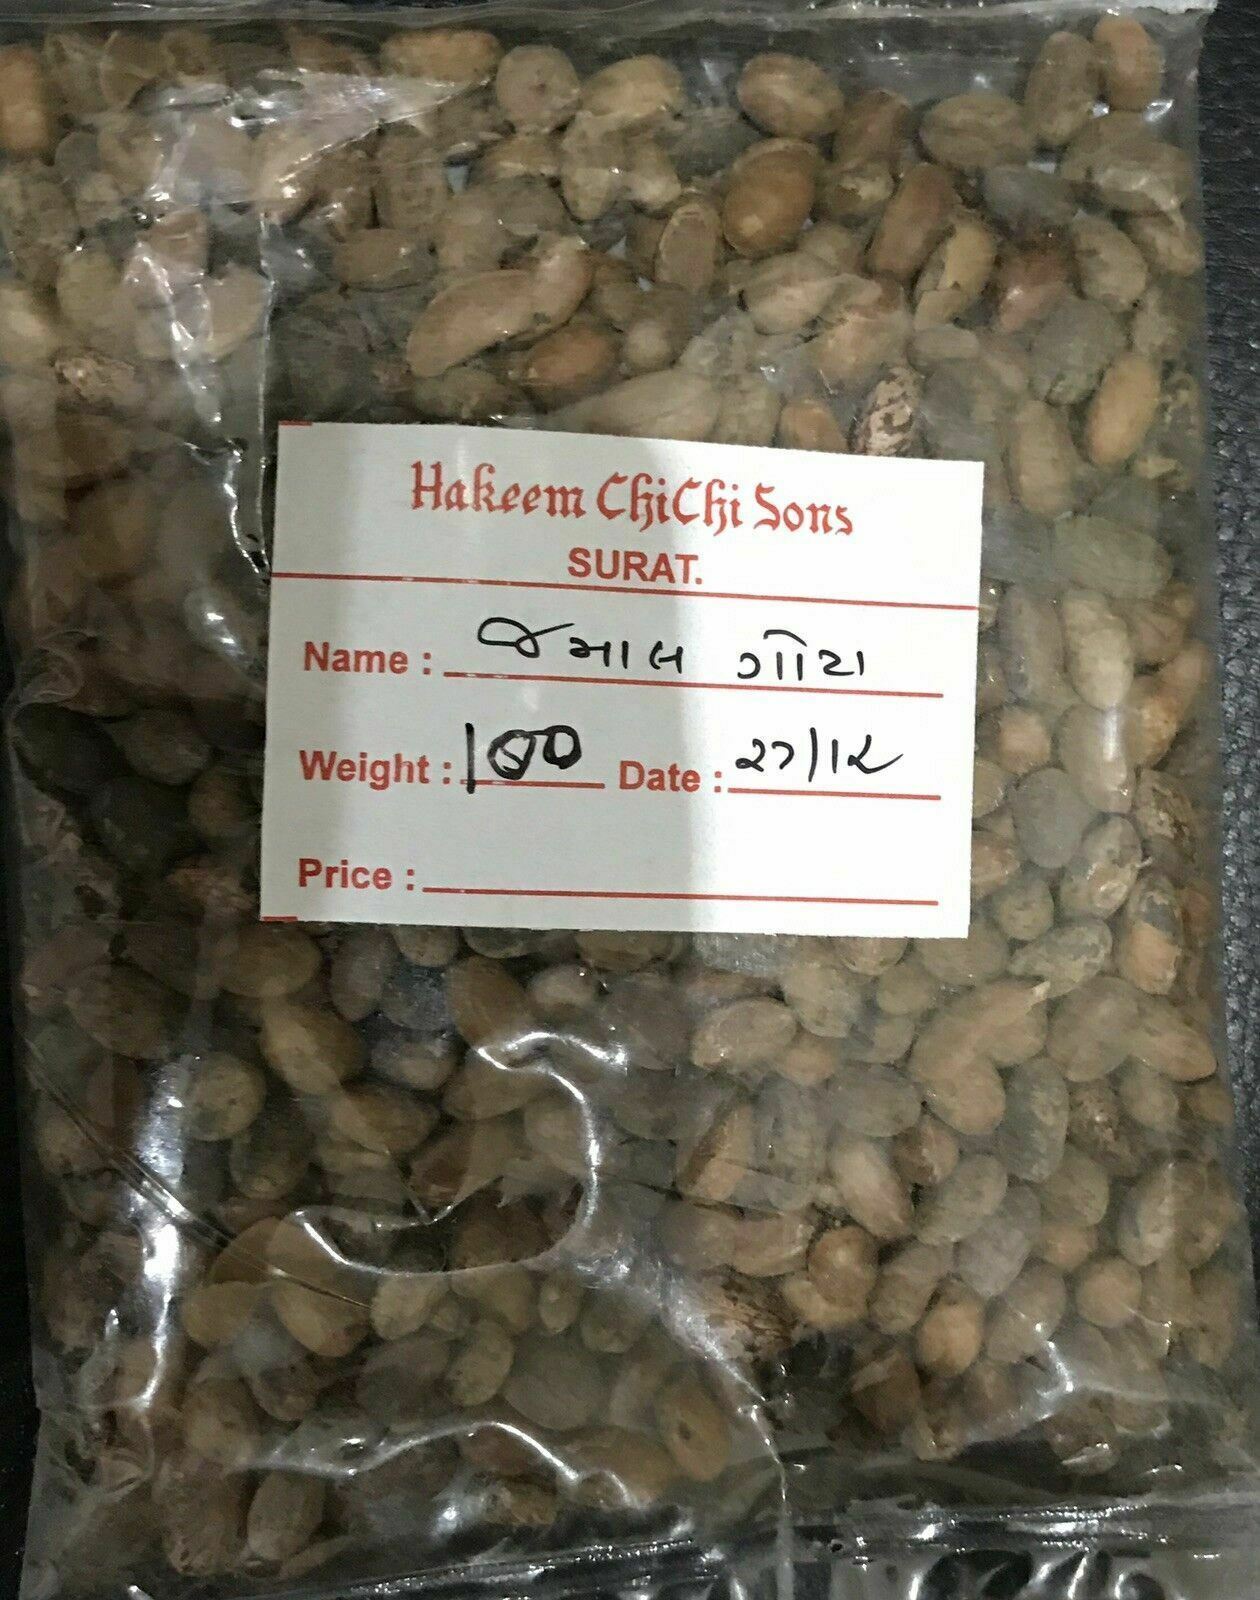 Hakeem ChiChi Sons
SURAT.
Name : જમાલ ગોટા
Weight : 100 Date : ૨૭/૧૨
Price :